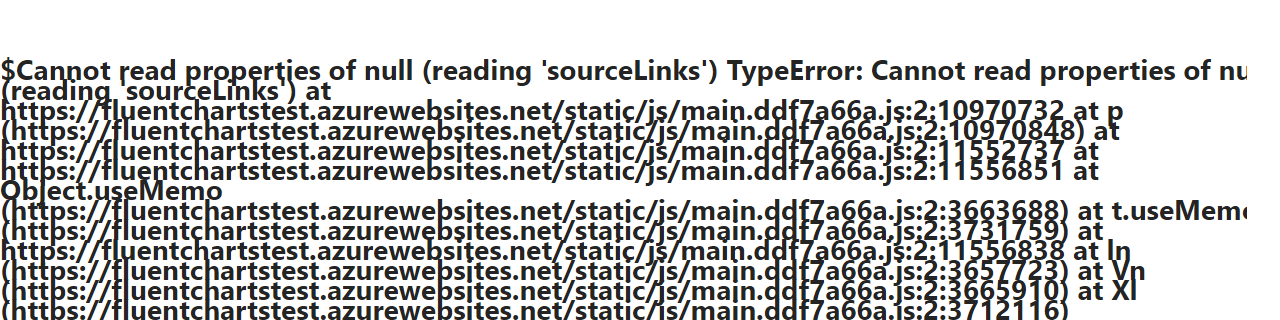 $Cannot read properties of null (reading 'sourceLinks') TypeError: Cannot read properties of nu
(reading 'sourceLinks') at
https://fluentchartstest.azurewebsites.net/static/js/main.ddf7a66a.js:2:10970732 at p
(https://fluentchartstest.azurewebsites.net/static/js/main.ddf7a66a.js:2:10970848) at
https://fluentchartstest.azurewebsites.net/static/js/main.ddf7a66a.js:2:11552737 at
https://fluentchartstest.azurewebsites.net/static/js/main.ddf7a66a.js:2:11556851 at
Object.useMemo
(https://fluentchartstest.azurewebsites.net/static/js/main.ddf7a66a.js:2:3663688) at t.useMemo
(https://fluentchartstest.azurewebsites.net/static/js/main.ddf7a66a.js:2:3731759) at
https://fluentchartstest.azurewebsites.net/static/js/main.ddf7a66a.js:2:11556838 at ln
(https://fluentchartstest.azurewebsites.net/static/js/main.ddf7a66a.js:2:3657723) at Vn
(https://fluentchartstest.azurewebsites.net/static/js/main.ddf7a66a.js:2:3665910) at Xl
(https://fluentchartstest.azurewebsites.net/static/js/main.ddf7a66a.js:2:3712116)